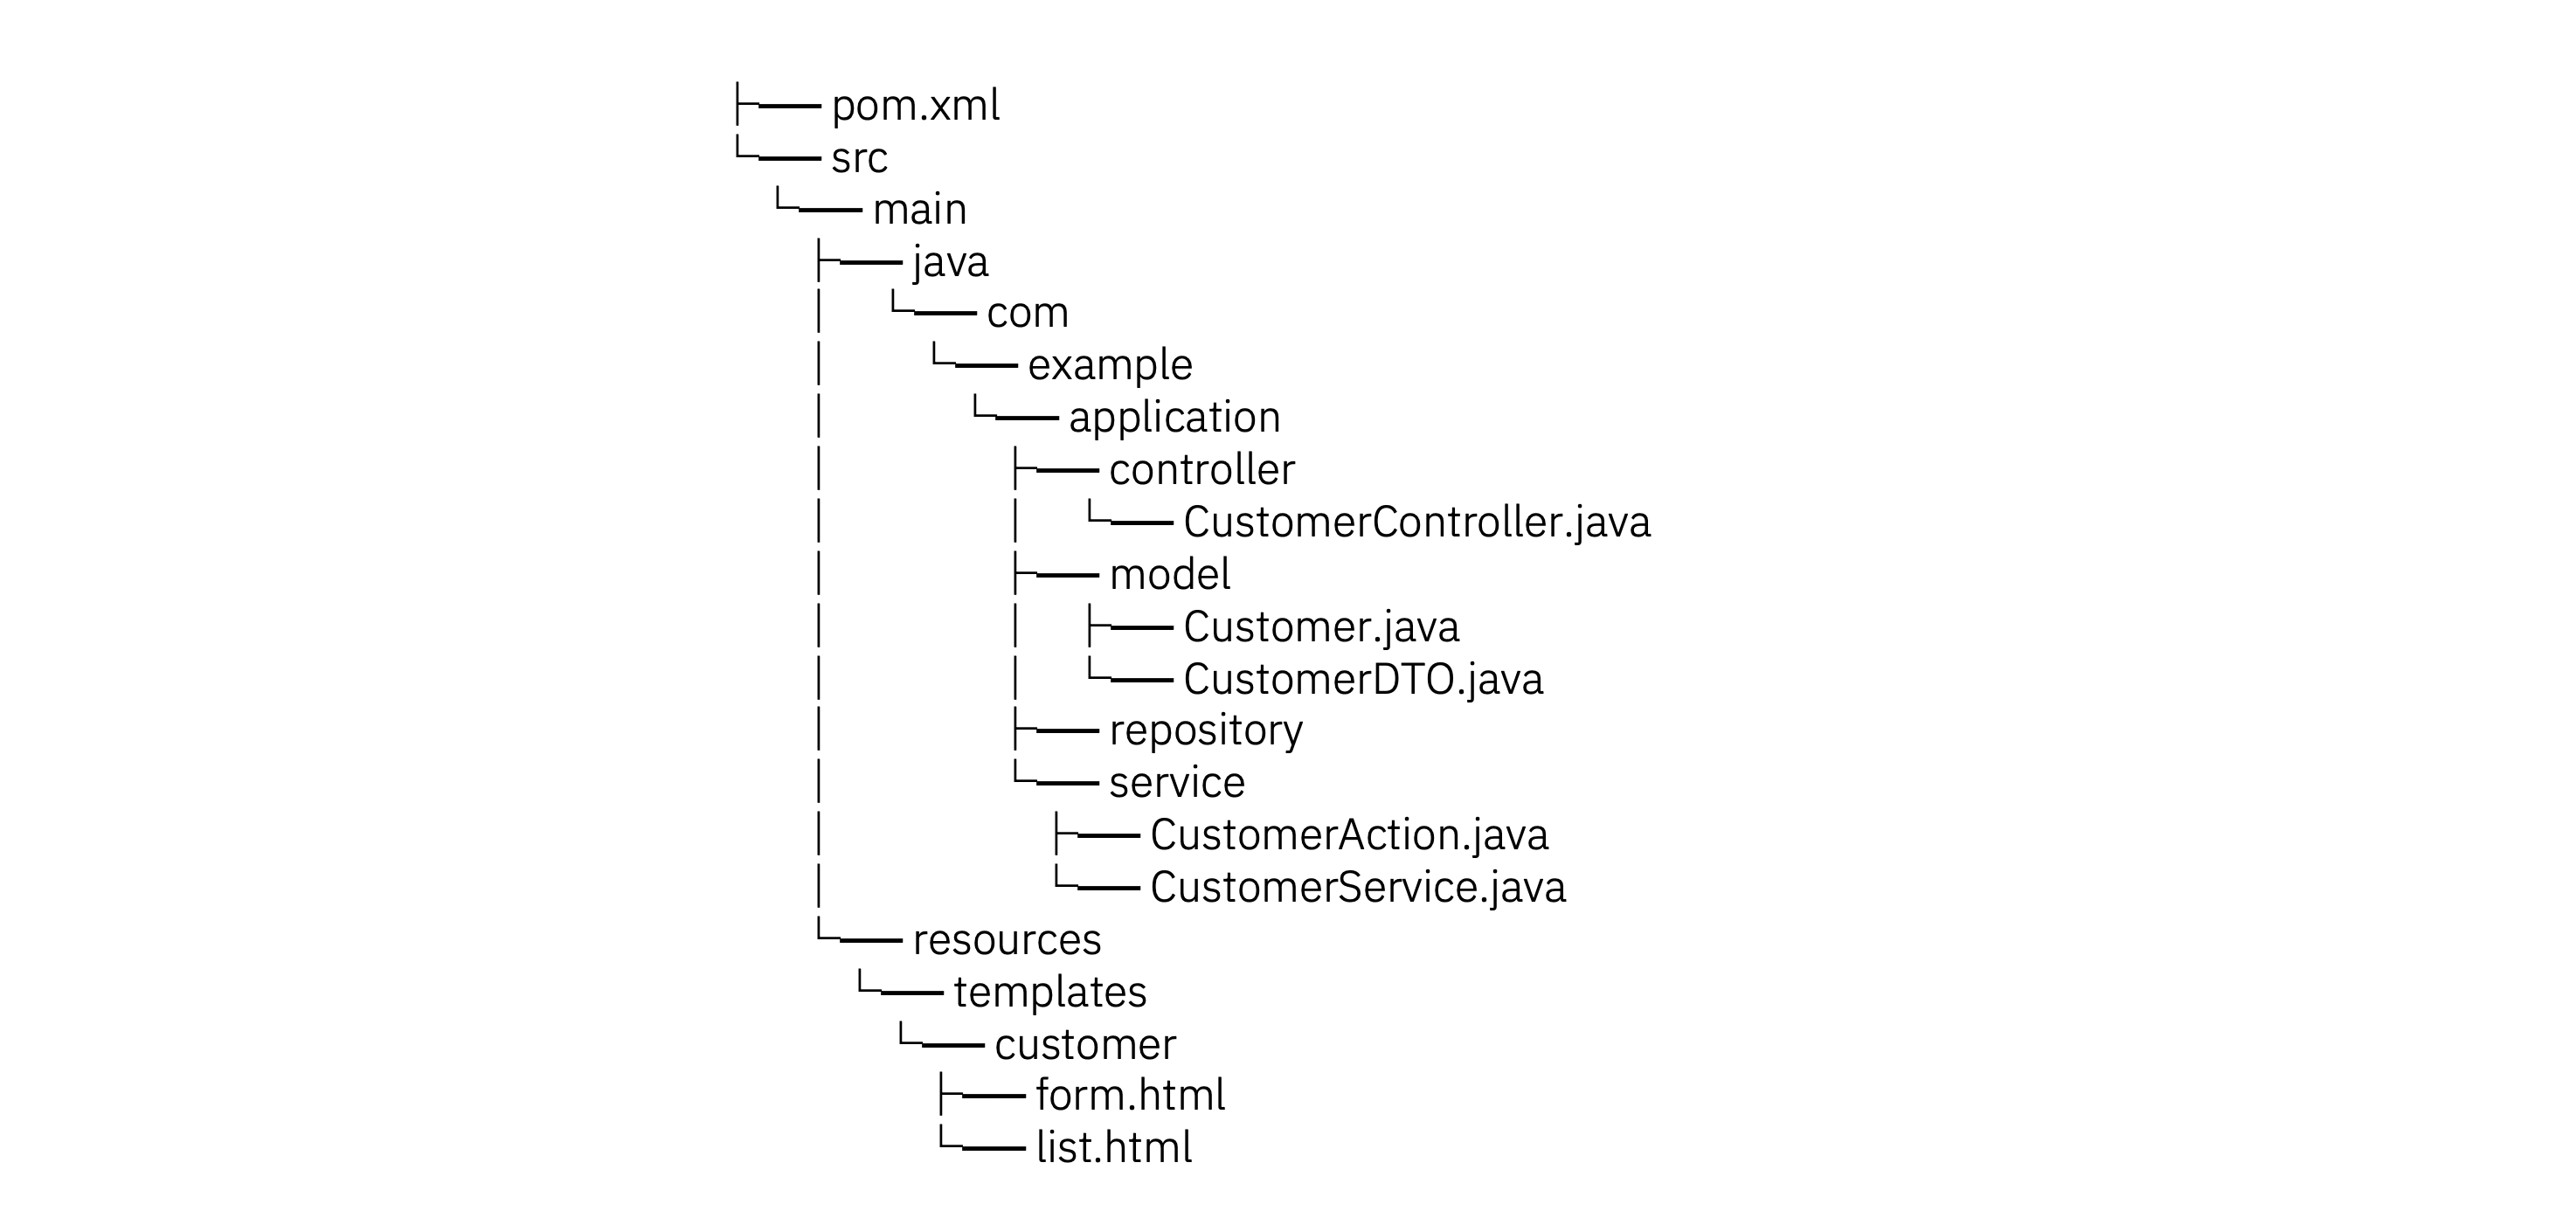 ├── pom.xml
└── src
└── main
├── java
│ └── com
│ └── example
│ └── application
│ ├── controller
│ │ └── CustomerController.java
│ ├── model
│ │ ├── Customer.java
│ │ └── CustomerDTO.java
│ ├── repository
│ └── service
│ ├── CustomerAction.java
│ └── CustomerService.java
└── resources
└── templates
└── customer
├── form.html
└── list.html